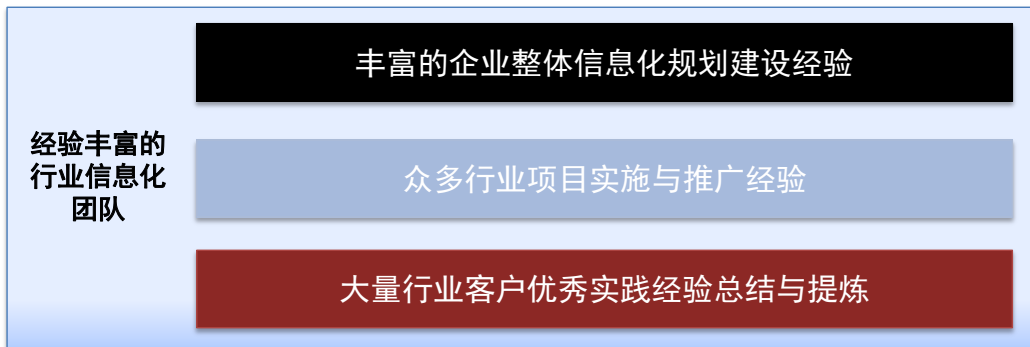 经验丰富的
行业信息化
团队
丰富的企业整体信息化规划建设经验
众多行业项目实施与推广经验
大量行业客户优秀实践经验总结与提炼